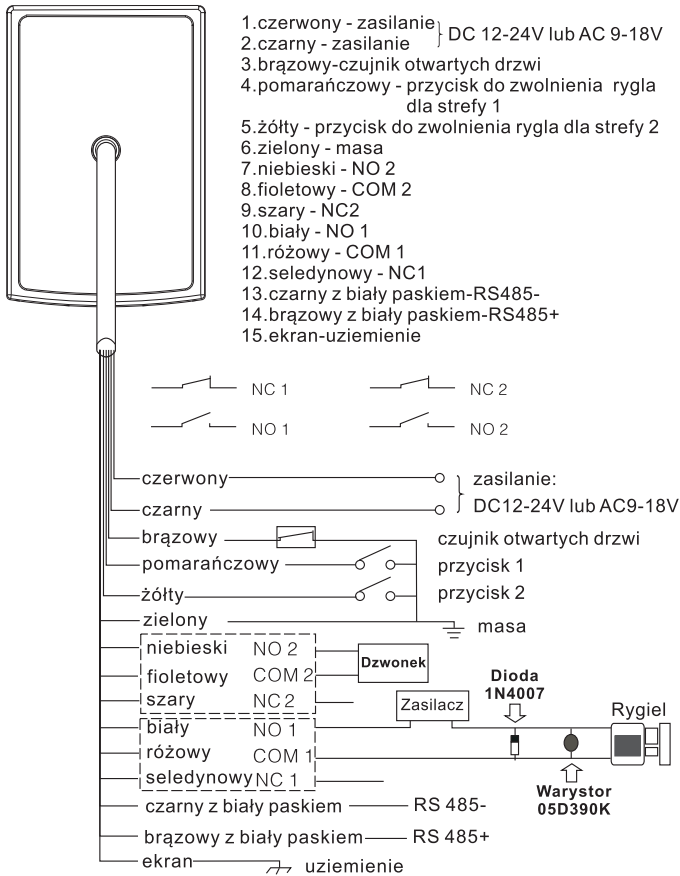 1.czerwony - zasilanie
2.czarny - zasilanie
DC 12-24V lub AC 9-18V
3.brązowy-czujnik otwartych drzwi
4.pomarańczowy - przycisk do zwolnienia rygla
dla strefy 1
5.żółty - przycisk do zwolnienia rygla dla strefy 2
6.zielony - masa
7.niebieski - NO 2
8.fioletowy - COM 2
9.szary - NC2
10.biały - NO 1
11.różowy - COM 1
12.seledynowy - NC1
13.czarny z biały paskiem-RS485-
14.brązowy z biały paskiem-RS485+
15.ekran-uziemienie
NC 1
NC 2
NO 1
NO 2
czerwony
zasilanie:
czarny
DC12-24V lub AC9-18V
brązowy
czujnik otwartych drzwi
pomarańczowy
przycisk 1
żółty
przycisk 2
zielony
masa
niebieski NO 2
Dzwonek
fioletowy COM 2
szary NC 2
Dioda
1N4007
Zasilacz
Rygiel
biały NO 1
różowy COM 1
seledynowy NC 1
Warystor
05D390K
czarny z biały paskiem RS 485-
brązowy z biały paskiem RS 485+
ekran
uziemienie